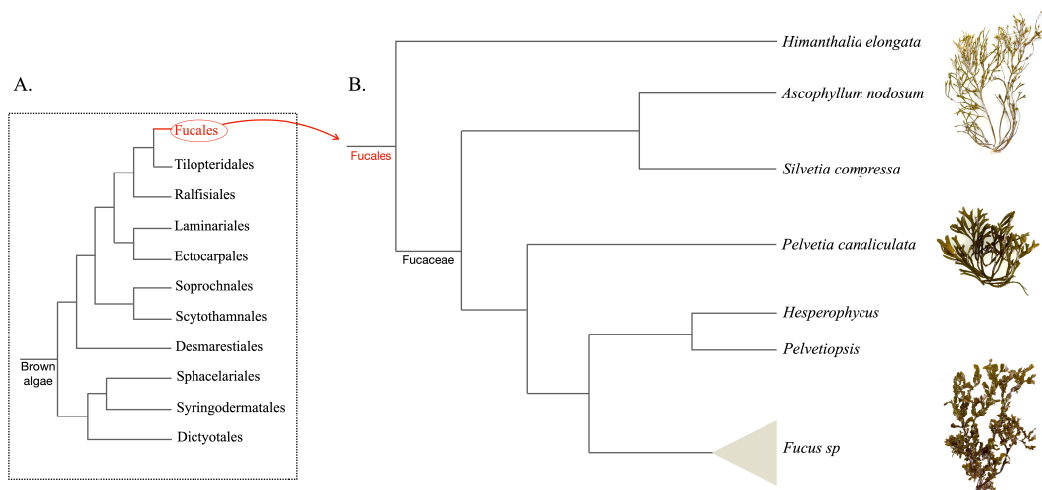 A.
Fucales
Tilopteridales
Ralfisiales
Laminariales
Ectocarpales
Soprochnales
Scytothamnales
Desmarestiales
Brown
algae
Sphacelariales
Syringodermatales
Dictyotales
B.
Fucales
Fucaceae
Himanthalia elongata
Ascophyllum nodosum
Silvetia compressa
Pelvetia canaliculata
Hesperophycus
Pelvetiopsis
Fucus sp